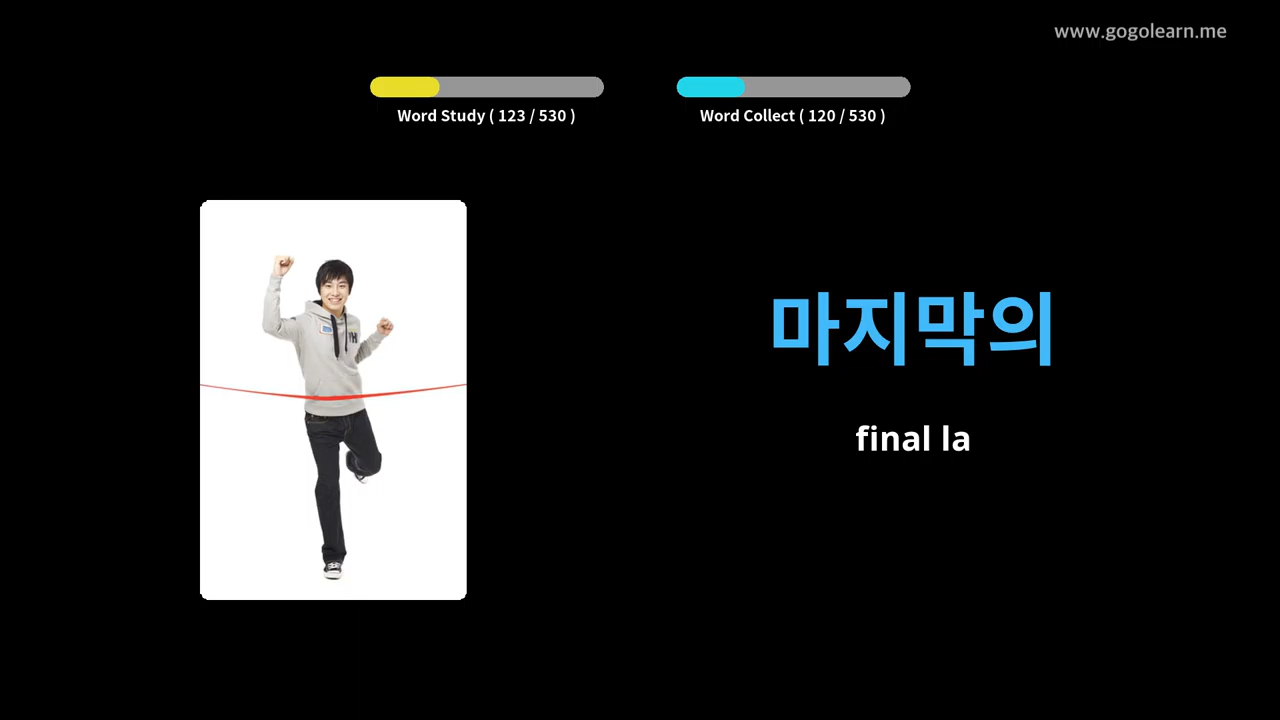 www.gogolearn.me
Word Study ( 123 / 530 )
Word Collect ( 120 / 530 )
마지막의
final la